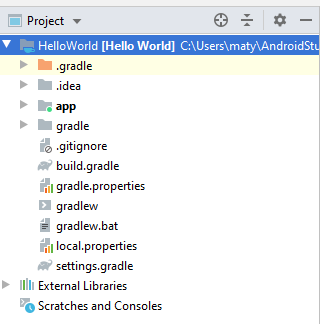 Project
HelloWorld [Hello World] C:\Users\maty\AndroidStu
.gradle
.idea
app
gradle
.gitignore
build.gradle
gradle.properties
gradlew
gradlew.bat
local.properties
settings.gradle
External Libraries
Scratches and Consoles